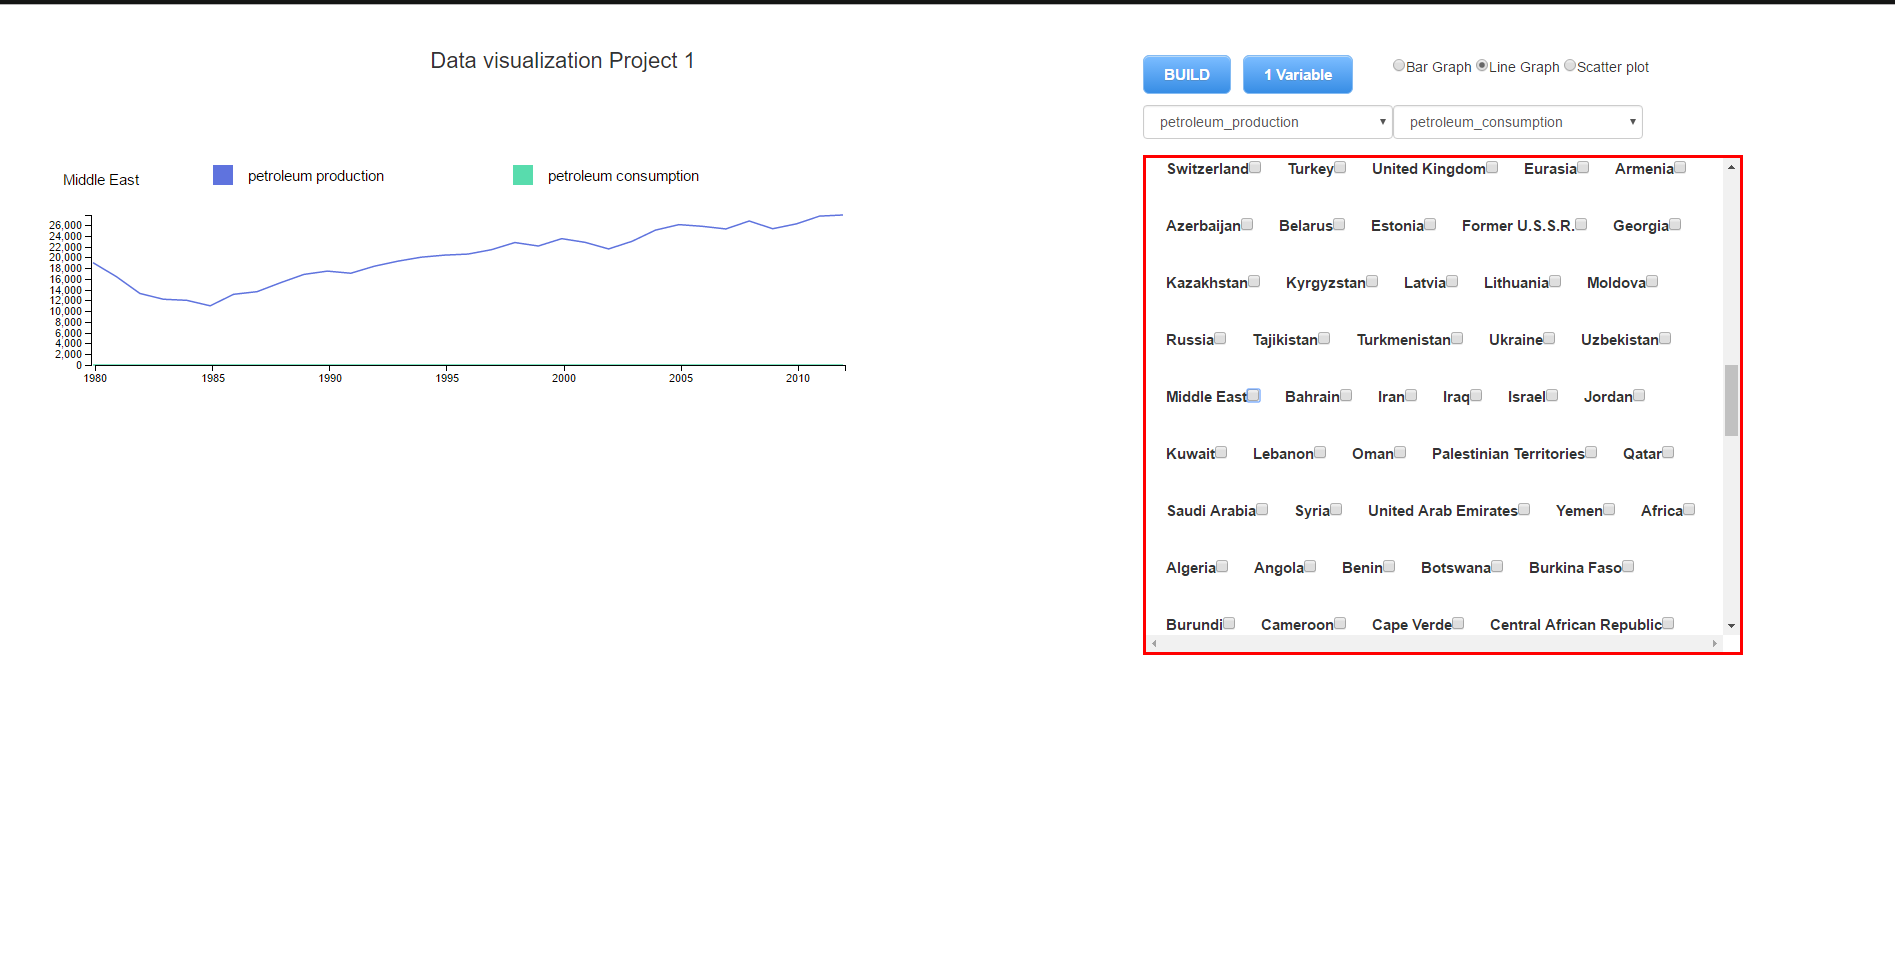 Data visualization Project 1
BUILD
1 Variable
Bar Graph Line Graph Scatter plot
petroleum_production
petroleum_consumption
Middle East
petroleum production
petroleum consumption
26,000
24,000
22,000
20,000
18,000
16,000
14,000
12,000
10,000
8,000
6,000
4,000
2,000
0
1980 1985 1990 1995 2000 2005 2010
Switzerland Turkey United Kingdom Eurasia Armenia
Azerbaijan Belarus Estonia Former U.S.S.R. Georgia
Kazakhstan Kyrgyzstan Latvia Lithuania Moldova
Russia Tajikistan Turkmenistan Ukraine Uzbekistan
Middle East Bahrain Iran Iraq Israel Jordan
Kuwait Lebanon Oman Palestinian Territories Qatar
Saudi Arabia Syria United Arab Emirates Yemen Africa
Algeria Angola Benin Botswana Burkina Faso
Burundi Cameroon Cape Verde Central African Republic